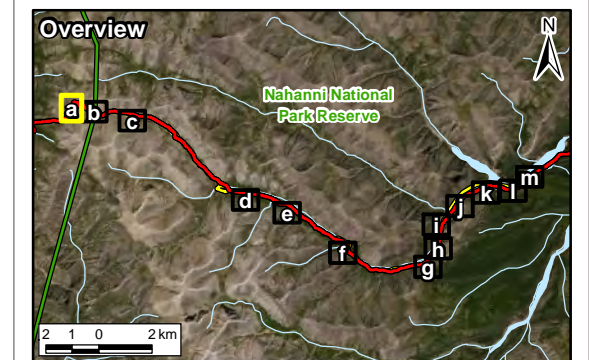 Overview
N
Nahanni National
Park Reserve
a
b
c
d
e
f
g
h
i
j
k
l
m
2 1 0 2 km